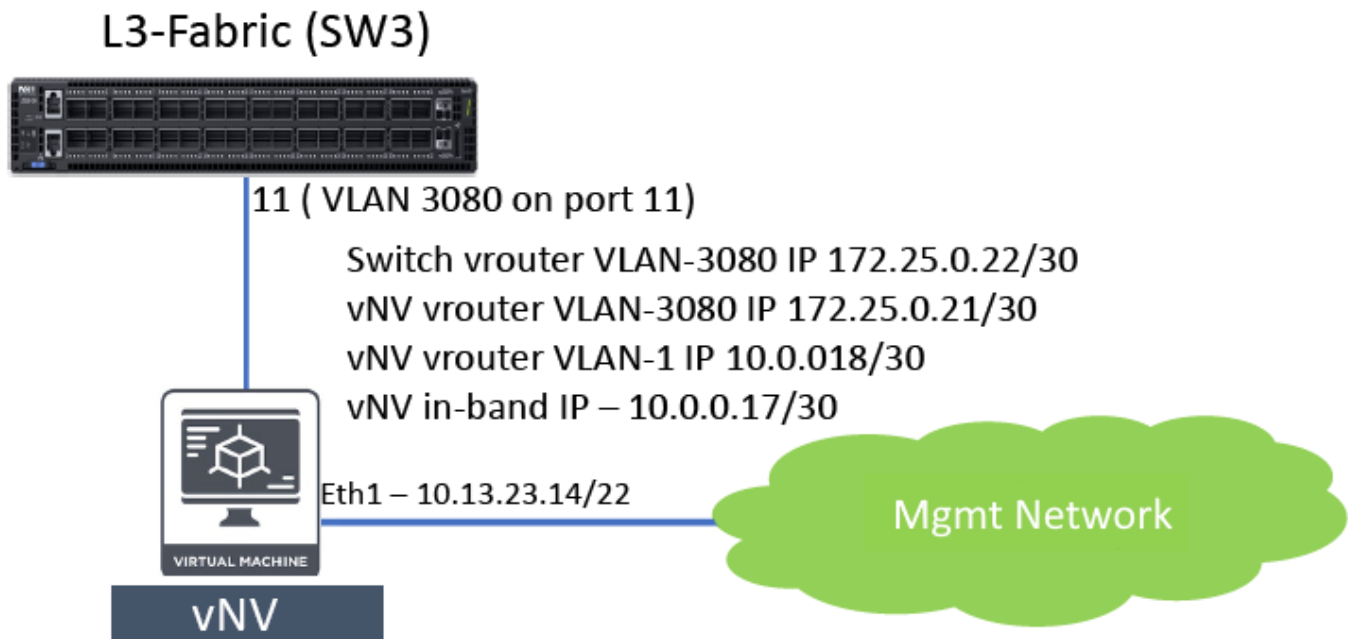 L3-Fabric (SW3)
11 ( VLAN 3080 on port 11)
Switch vrouter VLAN-3080 IP 172.25.0.22/30
vNV vrouter VLAN-3080 IP 172.25.0.21/30
vNV vrouter VLAN-1 IP 10.0.018/30
vNV in-band IP – 10.0.0.17/30
Eth1 – 10.13.23.14/22
Mgmt Network
VIRTUAL MACHINE
vNV